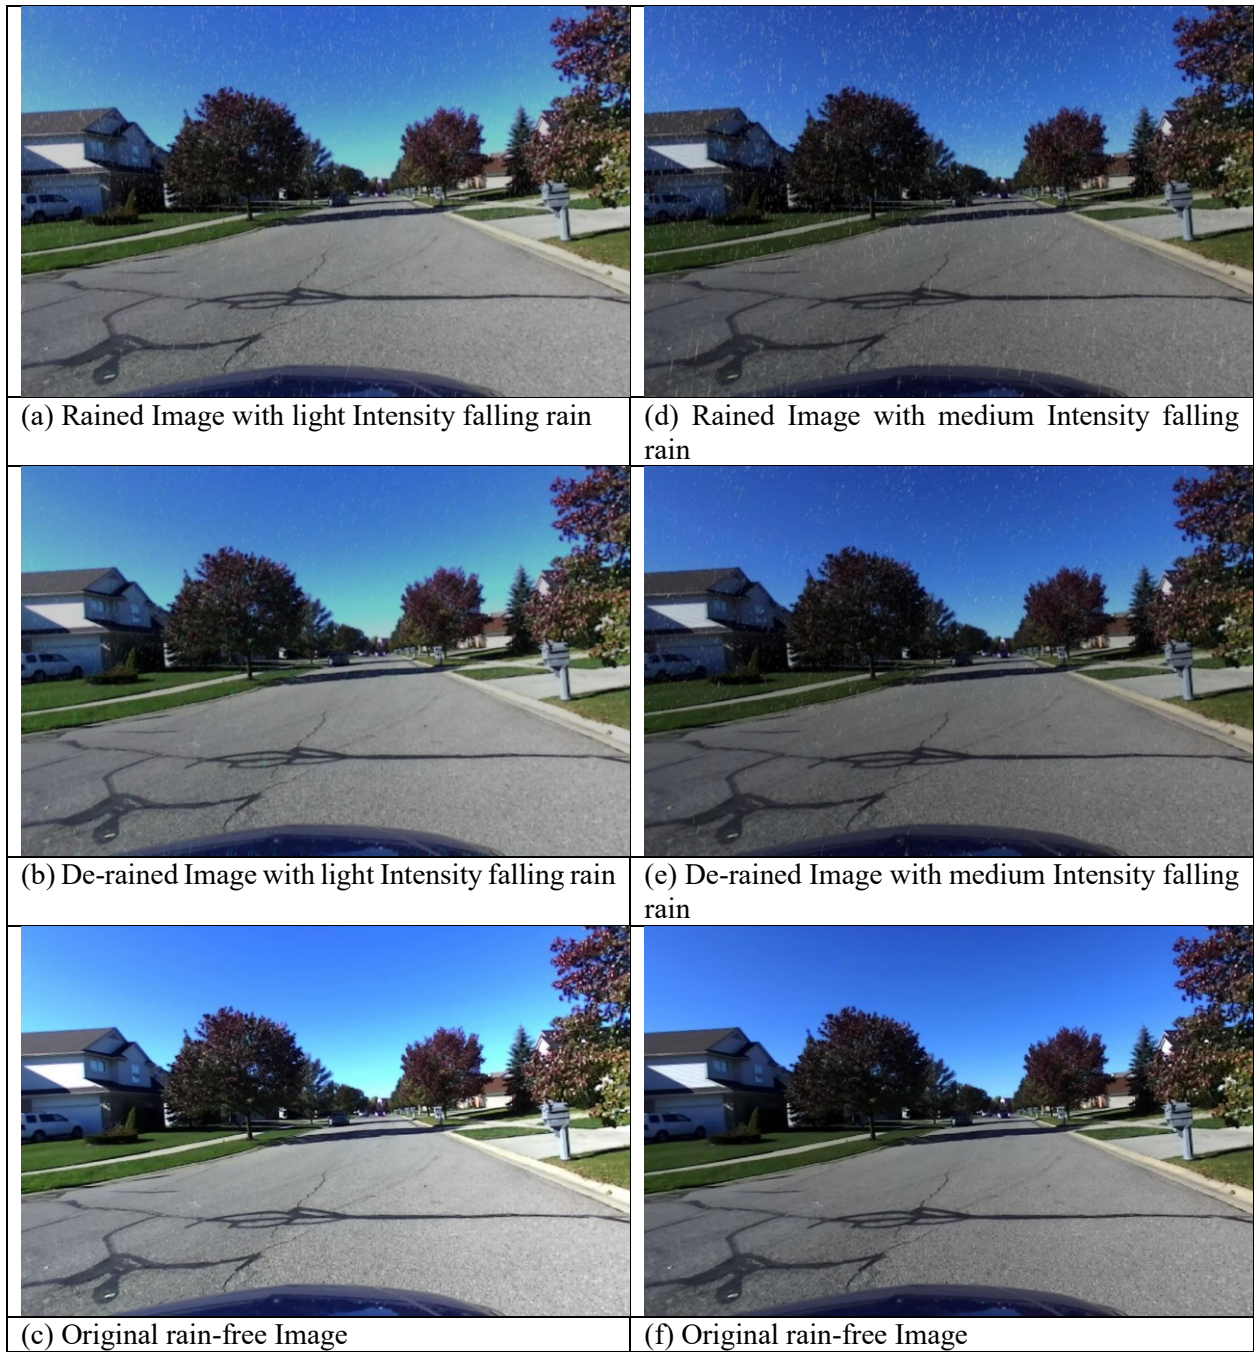 (a) Rained Image with light Intensity falling rain
(d) Rained Image with medium Intensity falling
rain
(b) De-rained Image with light Intensity falling rain
(e) De-rained Image with medium Intensity falling
rain
(c) Original rain-free Image
(f) Original rain-free Image